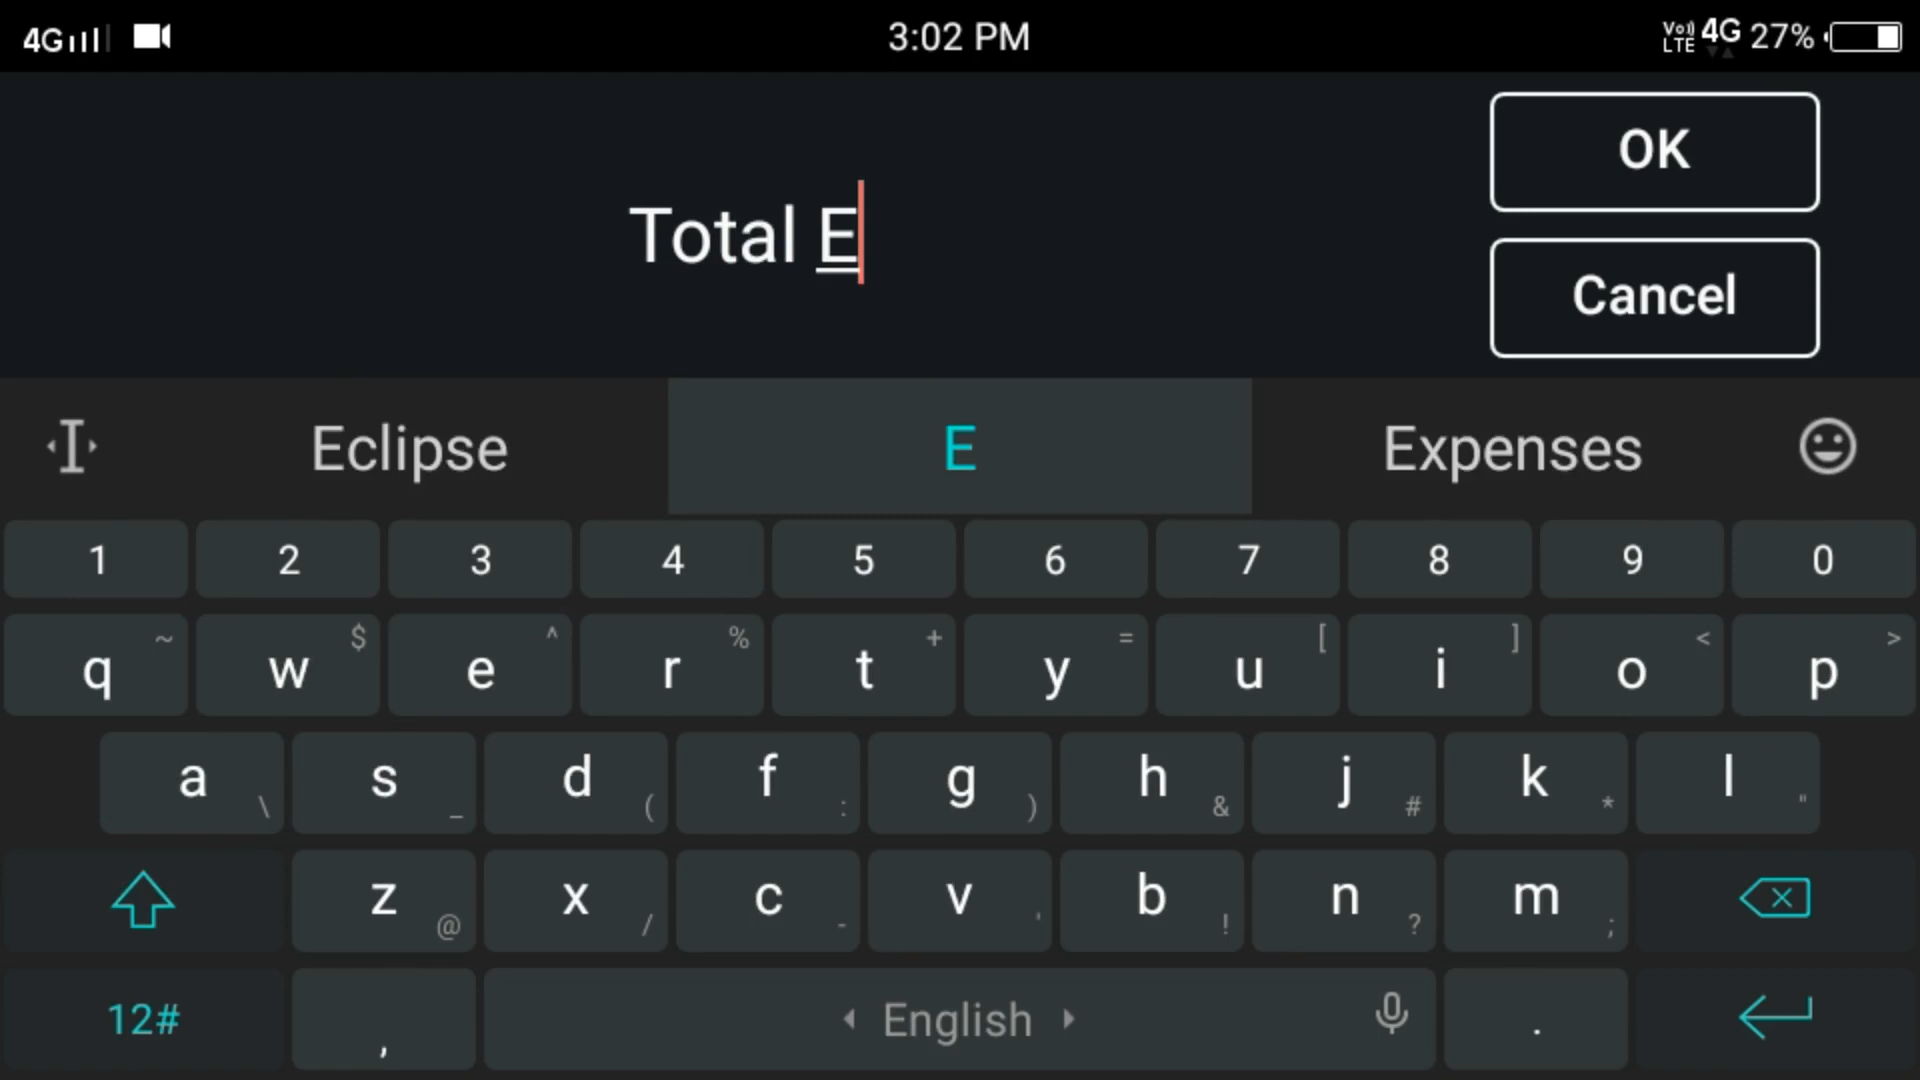 4G 3:02 PM Vo) LTE 4G 27%
OK
Total E
Cancel
Eclipse E Expenses
1 2 3 4 5 6 7 8 9 0
~ $ ^ % + = [ ] < >
q w e r t y u i o p
a s d f g h j k l
\ _ ( : ) & # * "
z x c v b n m
@ / - ' ! ? ;
12# , English .